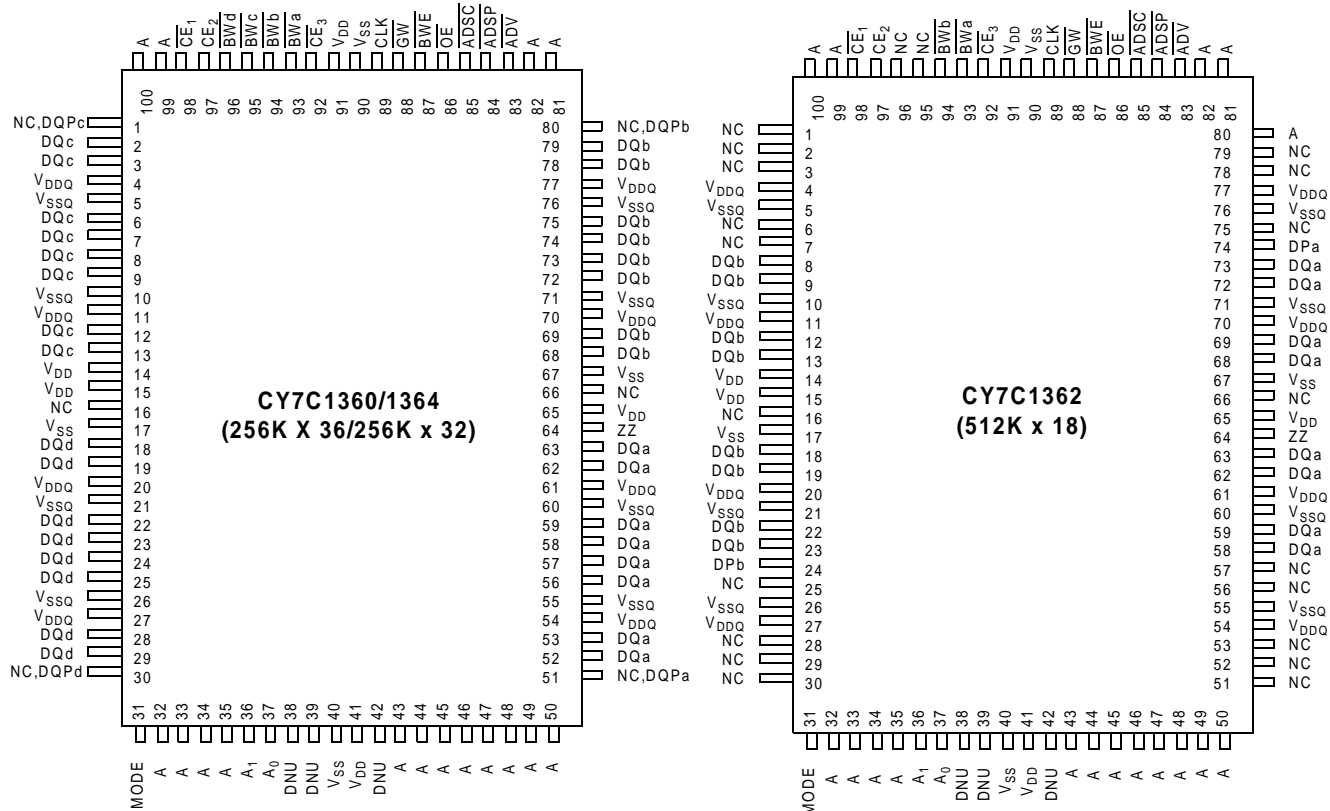 A A CE1 CE2 BWd BWc BWb BWa CE3 VDD VSS CLK GW BWE OE ADSC ADSP ADV A A
100 99 98 97 96 95 94 93 92 91 90 89 88 87 86 85 84 83 82 81
NC,DQPc 1 80 NC,DQPb
DQc 2 79 DQb
DQc 3 78 DQb
VDDQ 4 77 VDDQ
VSSQ 5 76 VSSQ
DQc 6 75 DQb
DQc 7 74 DQb
DQc 8 73 DQb
DQc 9 72 DQb
VSSQ 10 71 VSSQ
VDDQ 11 70 VDDQ
DQc 12 69 DQb
DQc 13 68 DQb
VDD 14 67 VSS
VDD 15 66 NC
NC 16 65 VDD
VSS 17 64 ZZ
DQd 18 63 DQa
DQd 19 62 DQa
VDDQ 20 61 VDDQ
VSSQ 21 60 VSSQ
DQd 22 59 DQa
DQd 23 58 DQa
DQd 24 57 DQa
DQd 25 56 DQa
VSSQ 26 55 VSSQ
VDDQ 27 54 VDDQ
DQd 28 53 DQa
DQd 29 52 DQa
NC,DQPd 30 51 NC,DQPa
CY7C1360/1364
(256K X 36/256K x 32)
31 32 33 34 35 36 37 38 39 40 41 42 43 44 45 46 47 48 49 50
MODE A A A A A1 A0 DNU DNU VSS VDD DNU A A A A A A A A
A A CE1 CE2 NC NC BWb BWa CE3 VDD VSS CLK GW BWE OE ADSC ADSP ADV A A
100 99 98 97 96 95 94 93 92 91 90 89 88 87 86 85 84 83 82 81
NC 1 80 A
NC 2 79 NC
NC 3 78 NC
VDDQ 4 77 VDDQ
VSSQ 5 76 VSSQ
NC 6 75 NC
NC 7 74 DPa
DQb 8 73 DQa
DQb 9 72 DQa
VSSQ 10 71 VSSQ
VDDQ 11 70 VDDQ
DQb 12 69 DQa
DQb 13 68 DQa
VDD 14 67 VSS
VDD 15 66 NC
NC 16 65 VDD
VSS 17 64 ZZ
DQb 18 63 DQa
DQb 19 62 DQa
VDDQ 20 61 VDDQ
VSSQ 21 60 VSSQ
DQb 22 59 DQa
DQb 23 58 DQa
DPb 24 57 NC
NC 25 56 NC
VSSQ 26 55 VSSQ
VDDQ 27 54 VDDQ
NC 28 53 NC
NC 29 52 NC
NC 30 51 NC
CY7C1362
(512K x 18)
31 32 33 34 35 36 37 38 39 40 41 42 43 44 45 46 47 48 49 50
MODE A A A A A1 A0 DNU DNU VSS VDD DNU A A A A A A A A